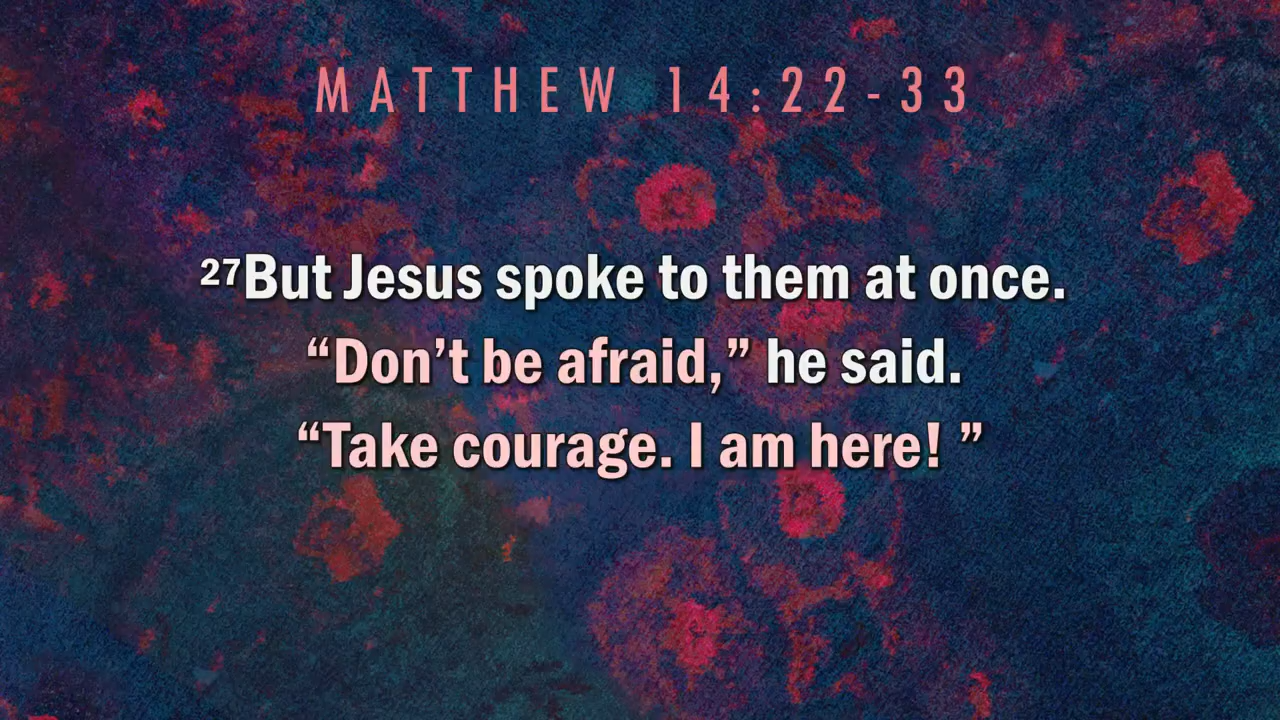 MATTHEW 14:22-33
²⁷But Jesus spoke to them at once.
“Don’t be afraid,” he said.
“Take courage. I am here! ”